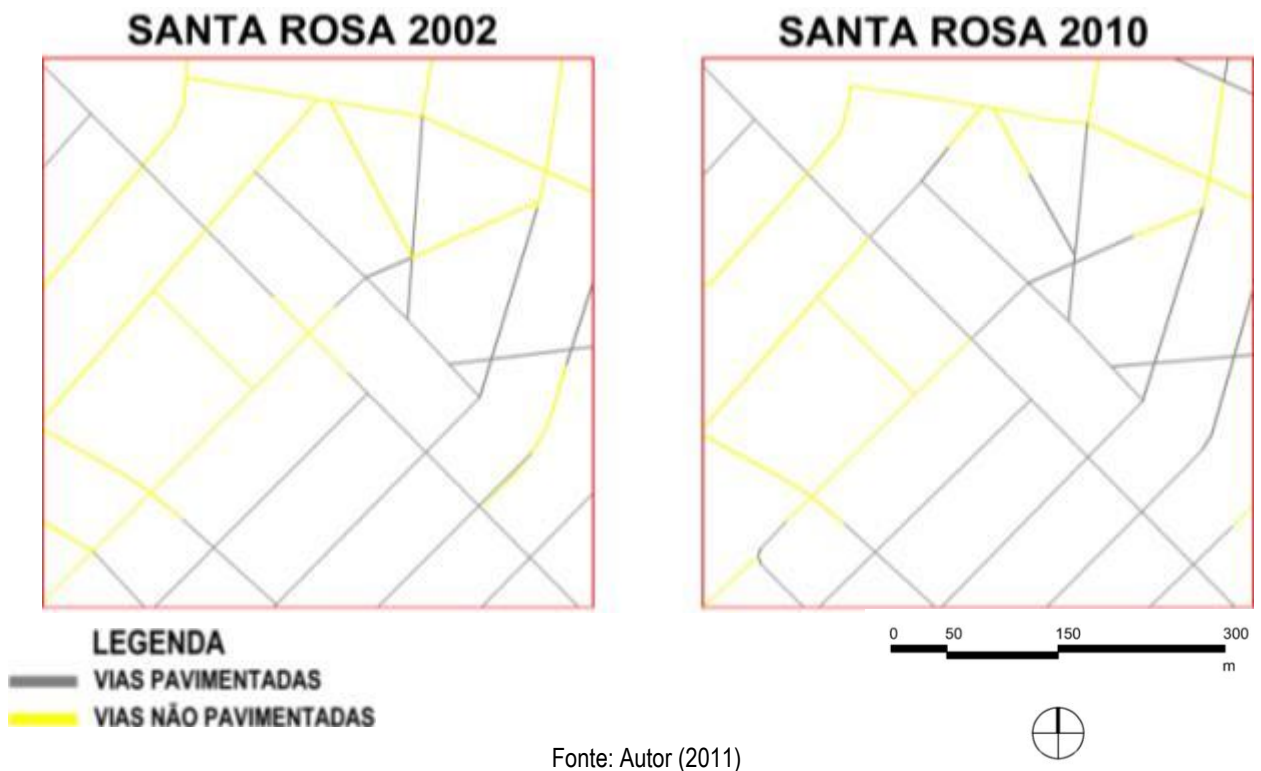 SANTA ROSA 2002
SANTA ROSA 2010
LEGENDA
VIAS PAVIMENTADAS
VIAS NÃO PAVIMENTADAS
0 50 150 300
m
Fonte: Autor (2011)